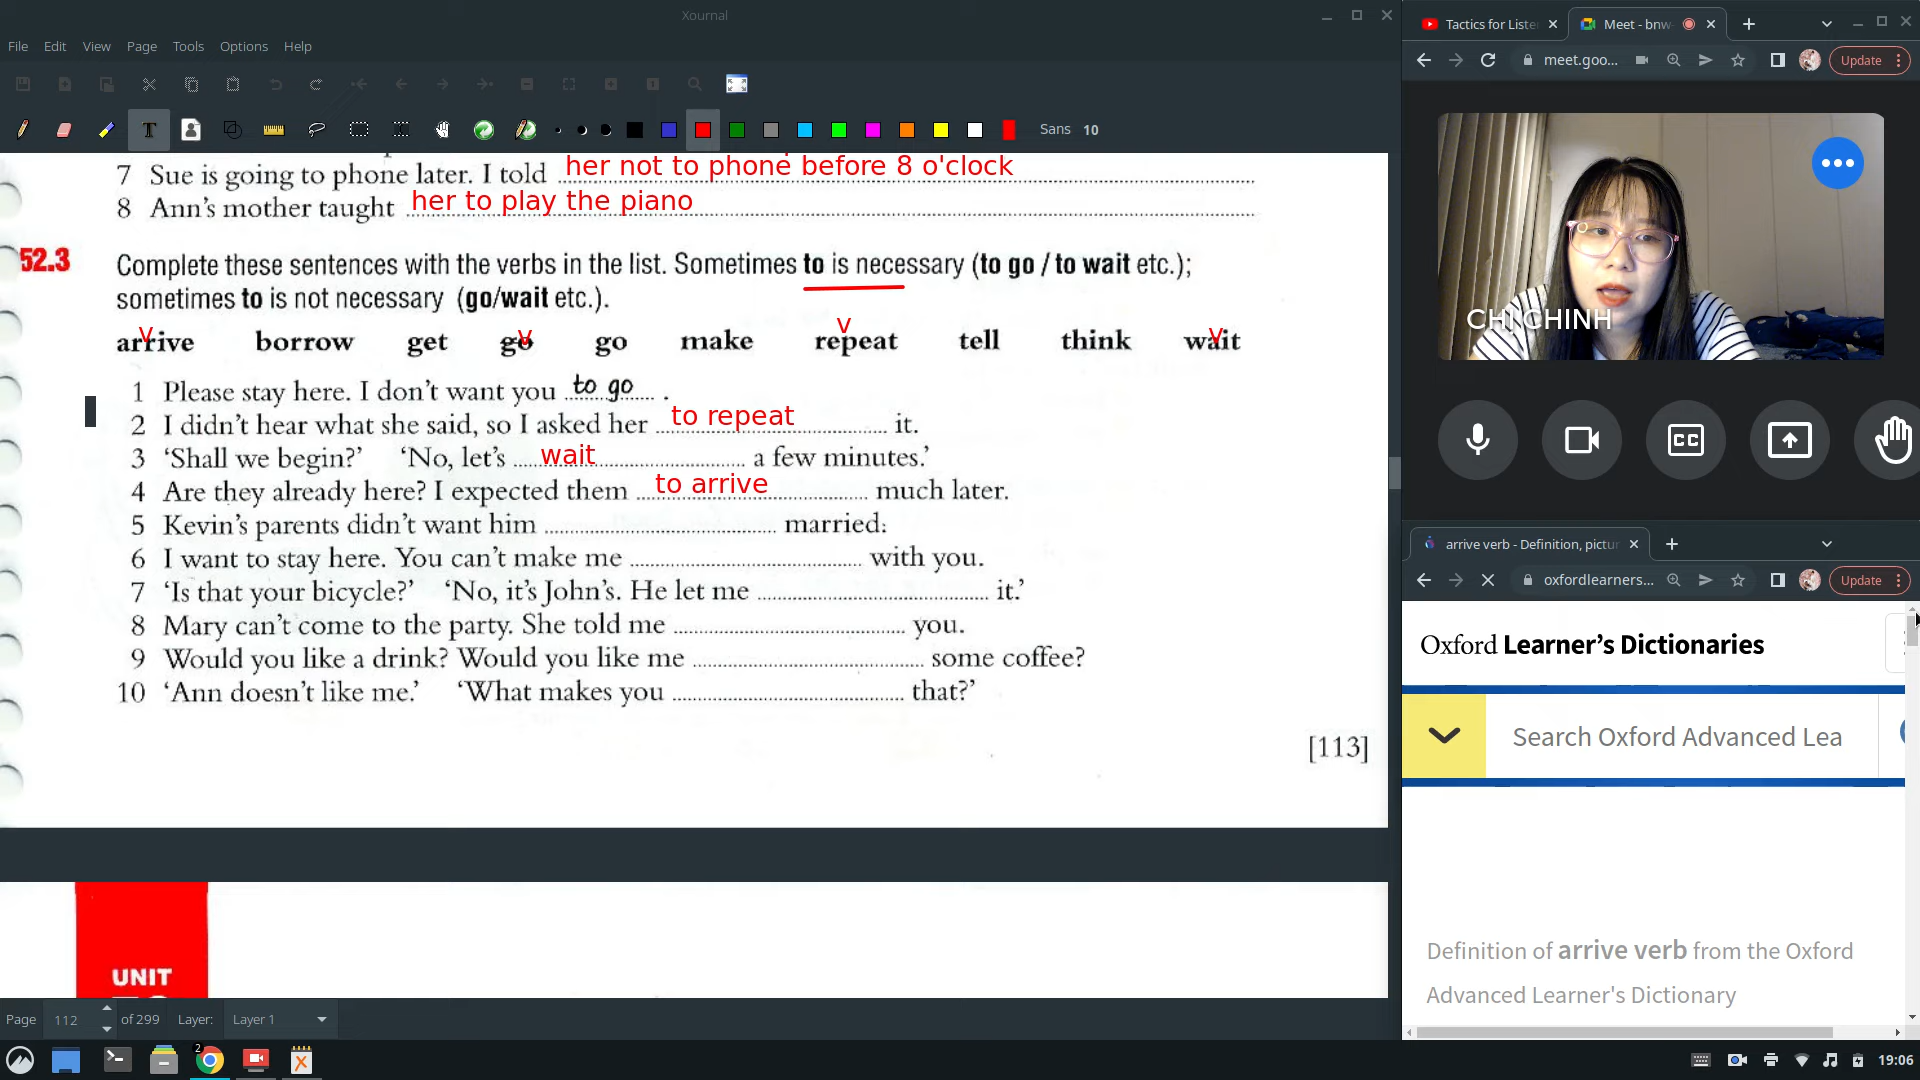 Xournal
File Edit View Page Tools Options Help
Sans 10
7 Sue is going to phone later. I told her not to phone before 8 o'clock
8 Ann's mother taught her to play the piano
52.3 Complete these sentences with the verbs in the list. Sometimes to is necessary (to go / to wait etc.);
sometimes to is not necessary (go/wait etc.).
v v v v
arrive borrow get go go make repeat tell think wait
1 Please stay here. I don't want you to go .
2 I didn't hear what she said, so I asked her to repeat it.
3 'Shall we begin?' 'No, let's wait a few minutes.'
4 Are they already here? I expected them to arrive much later.
5 Kevin's parents didn't want him married.
6 I want to stay here. You can't make me with you.
7 'Is that your bicycle?' 'No, it's John's. He let me it.'
8 Mary can't come to the party. She told me you.
9 Would you like a drink? Would you like me some coffee?
10 'Ann doesn't like me.' 'What makes you that?'
[113]
UNIT
Page 112 of 299 Layer: Layer 1
Tactics for Liste
Meet - bnw
meet.goo...
Update
CHI CHINH
CC
arrive verb - Definition, pictur
oxfordlearners...
Update
Oxford Learner's Dictionaries
Search Oxford Advanced Lea
Definition of arrive verb from the Oxford
Advanced Learner's Dictionary
2
19:06